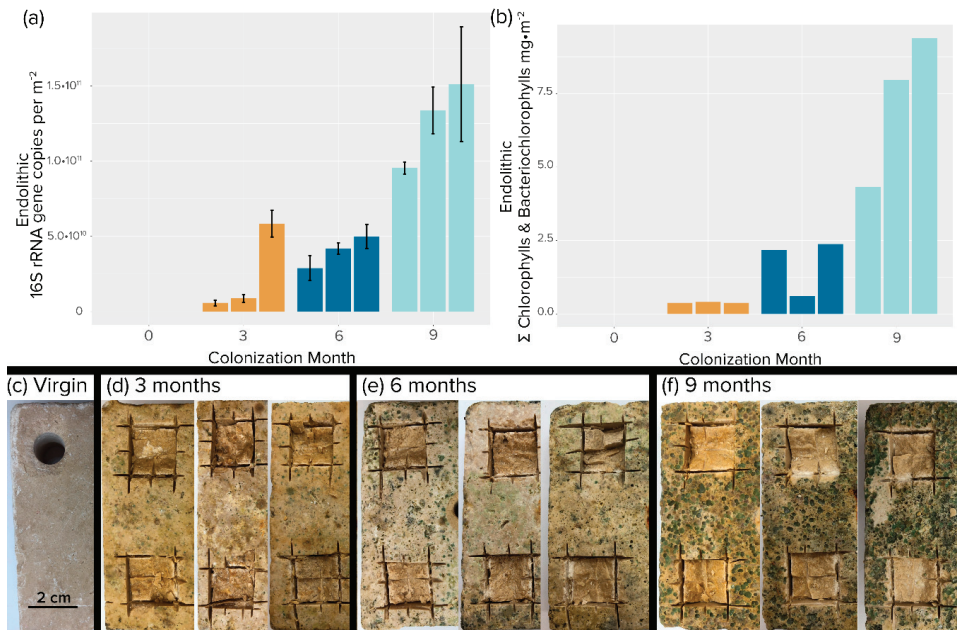 (a)
Endolithic
16S rRNA gene copies per m⁻²
1.5•10¹¹
1.0•10¹¹
5.0•10¹⁰
0
0 3 6 9
Colonization Month
(b)
Endolithic
Σ Chlorophylls & Bacteriochlorophylls mg•m⁻²
7.5
5.0
2.5
0.0
0 3 6 9
Colonization Month
(c) Virgin
2 cm
(d) 3 months
(e) 6 months
(f) 9 months